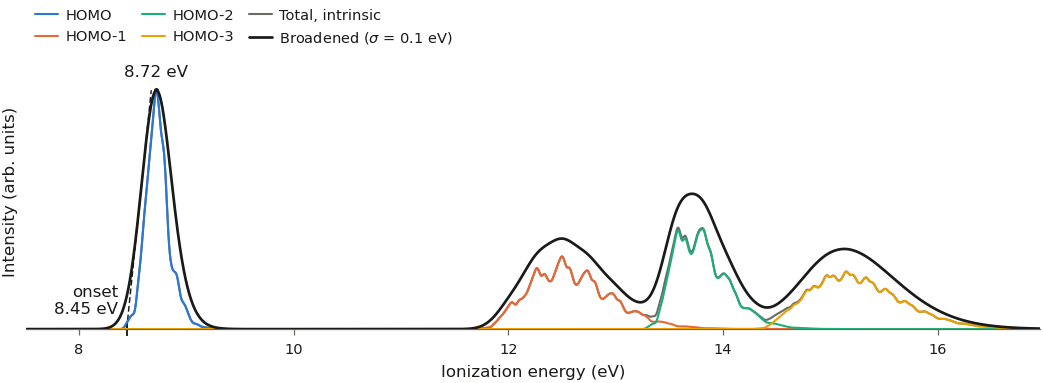 HOMO
HOMO-1
HOMO-2
HOMO-3
Total, intrinsic
Broadened (σ = 0.1 eV)
8.72 eV
onset
8.45 eV
Intensity (arb. units)
8
10
12
14
16
Ionization energy (eV)